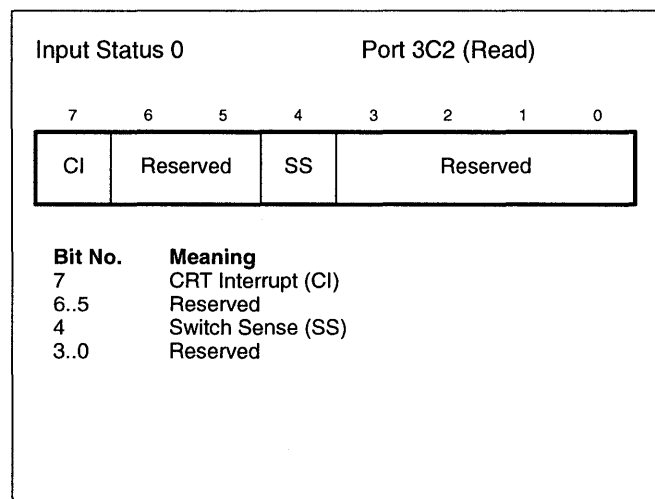 Input Status 0 Port 3C2 (Read)
7 6 5 4 3 2 1 0
CI Reserved SS Reserved
Bit No. Meaning
7 CRT Interrupt (CI)
6..5 Reserved
4 Switch Sense (SS)
3..0 Reserved